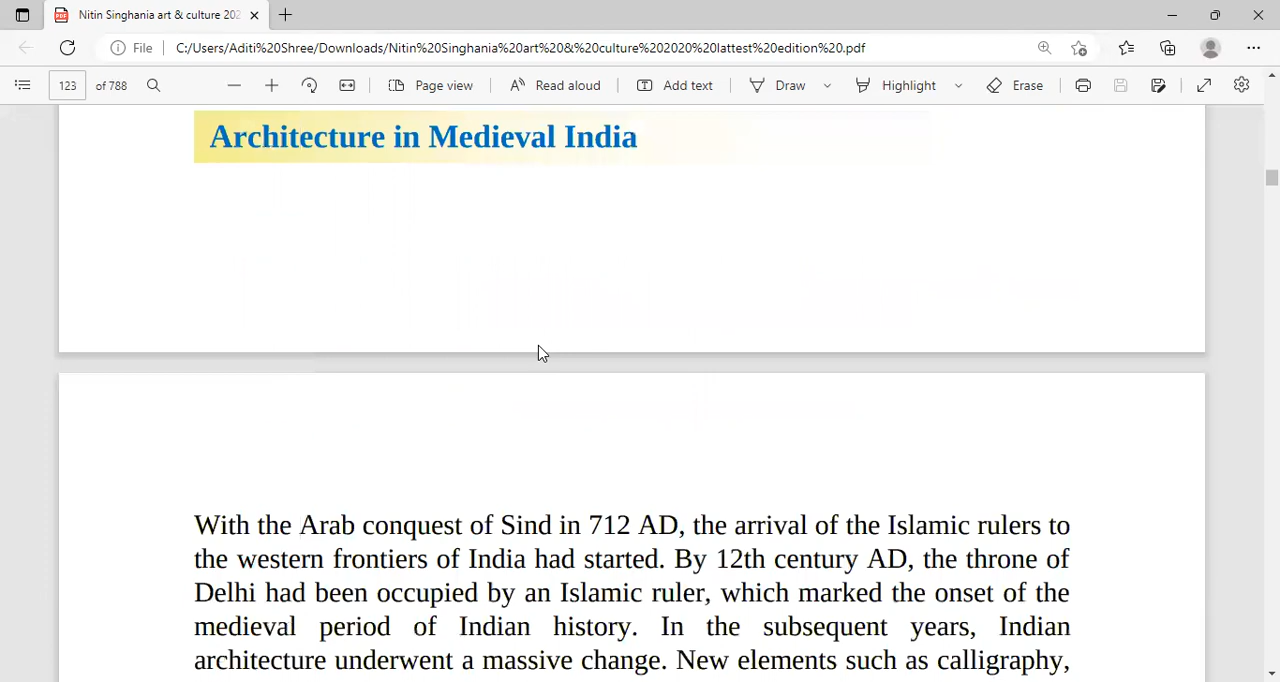 Nitin Singhania art & culture 202
File
C:/Users/Aditi%20Shree/Downloads/Nitin%20Singhania%20art%20&%20culture%202020%20lattest%20edition%20.pdf
123 of 788
Page view
Read aloud
Add text
Draw
Highlight
Erase
Architecture in Medieval India
With the Arab conquest of Sind in 712 AD, the arrival of the Islamic rulers to
the western frontiers of India had started. By 12th century AD, the throne of
Delhi had been occupied by an Islamic ruler, which marked the onset of the
medieval period of Indian history. In the subsequent years, Indian
architecture underwent a massive change. New elements such as calligraphy,